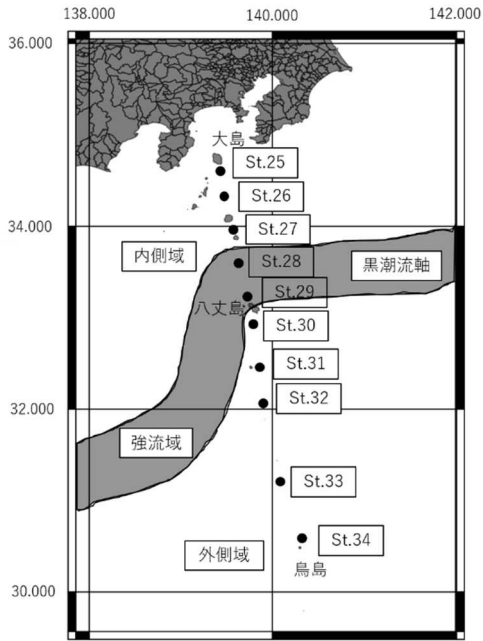 138.000 140.000 142.000
36.000
大島
St.25
St.26
34.000
St.27
内側域
St.28
黒潮流軸
St.29
八丈島
St.30
St.31
32.000
St.32
強流域
St.33
外側域
St.34
鳥島
30.000